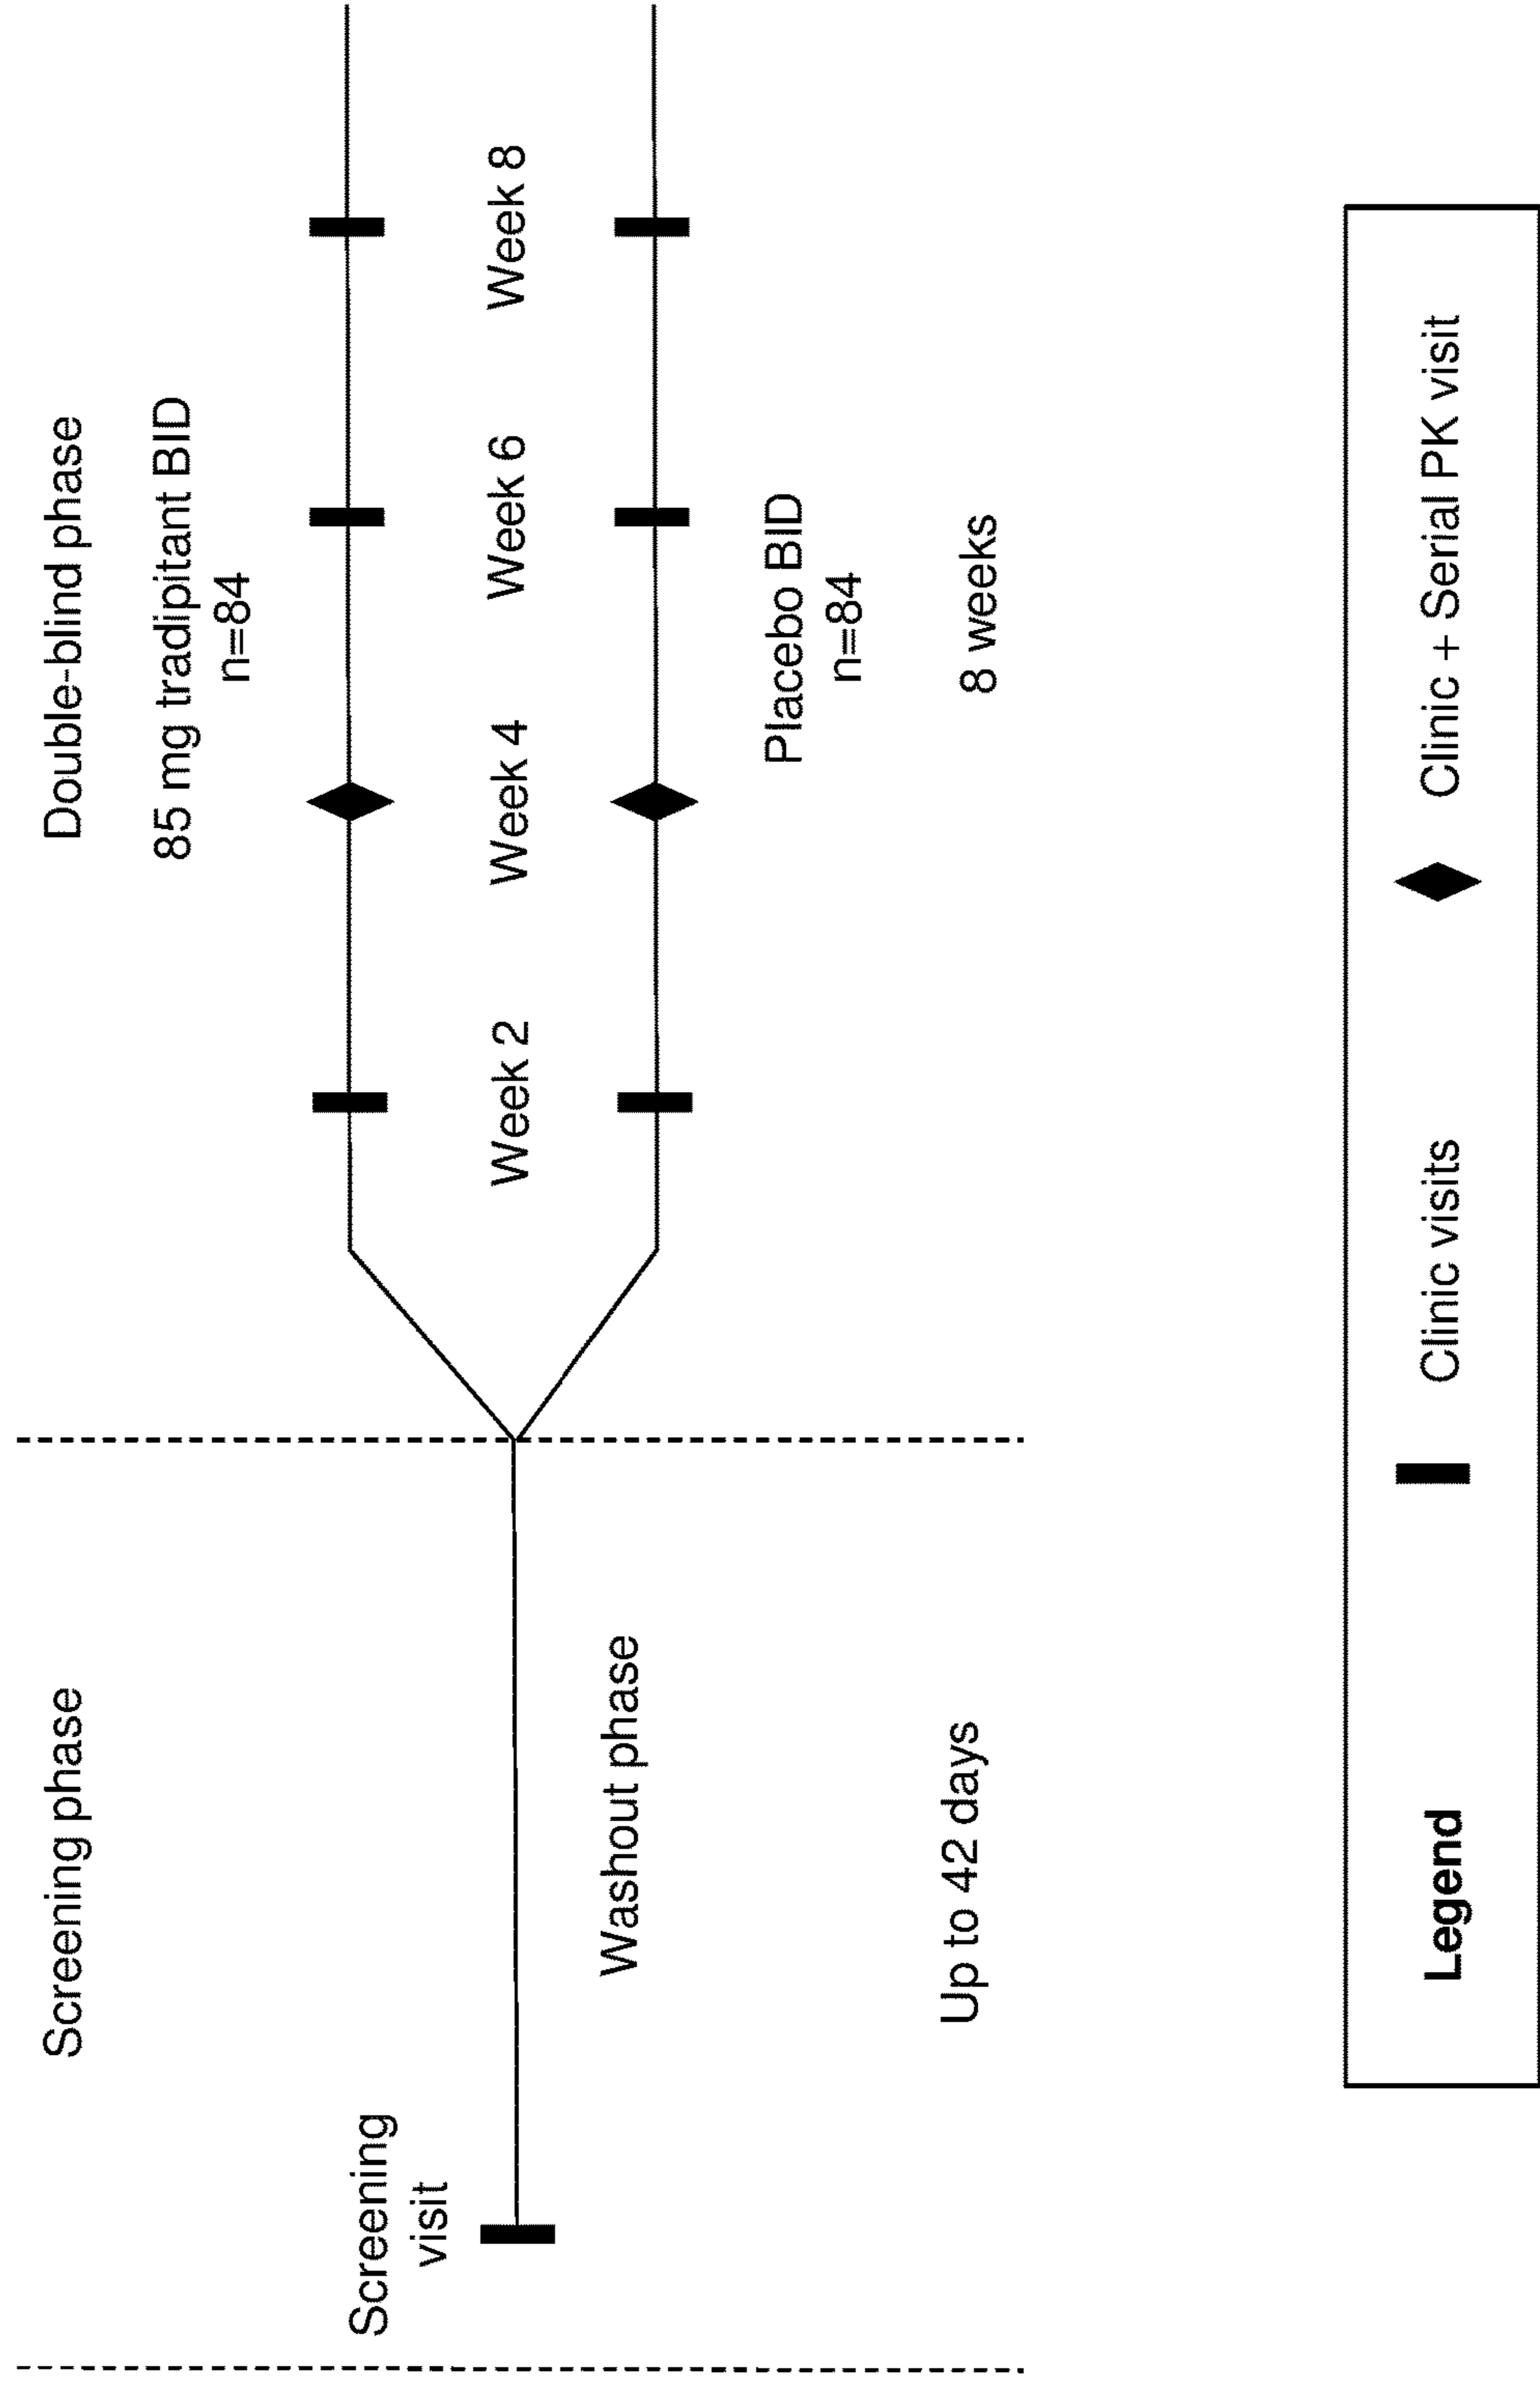 Screening phase
Double-blind phase
Screening
visit
Washout phase
Up to 42 days
85 mg tradipitant BID
n=84
Week 2
Week 4
Week 6
Week 8
Placebo BID
n=84
8 weeks
Legend
Clinic visits
Clinic + Serial PK visit